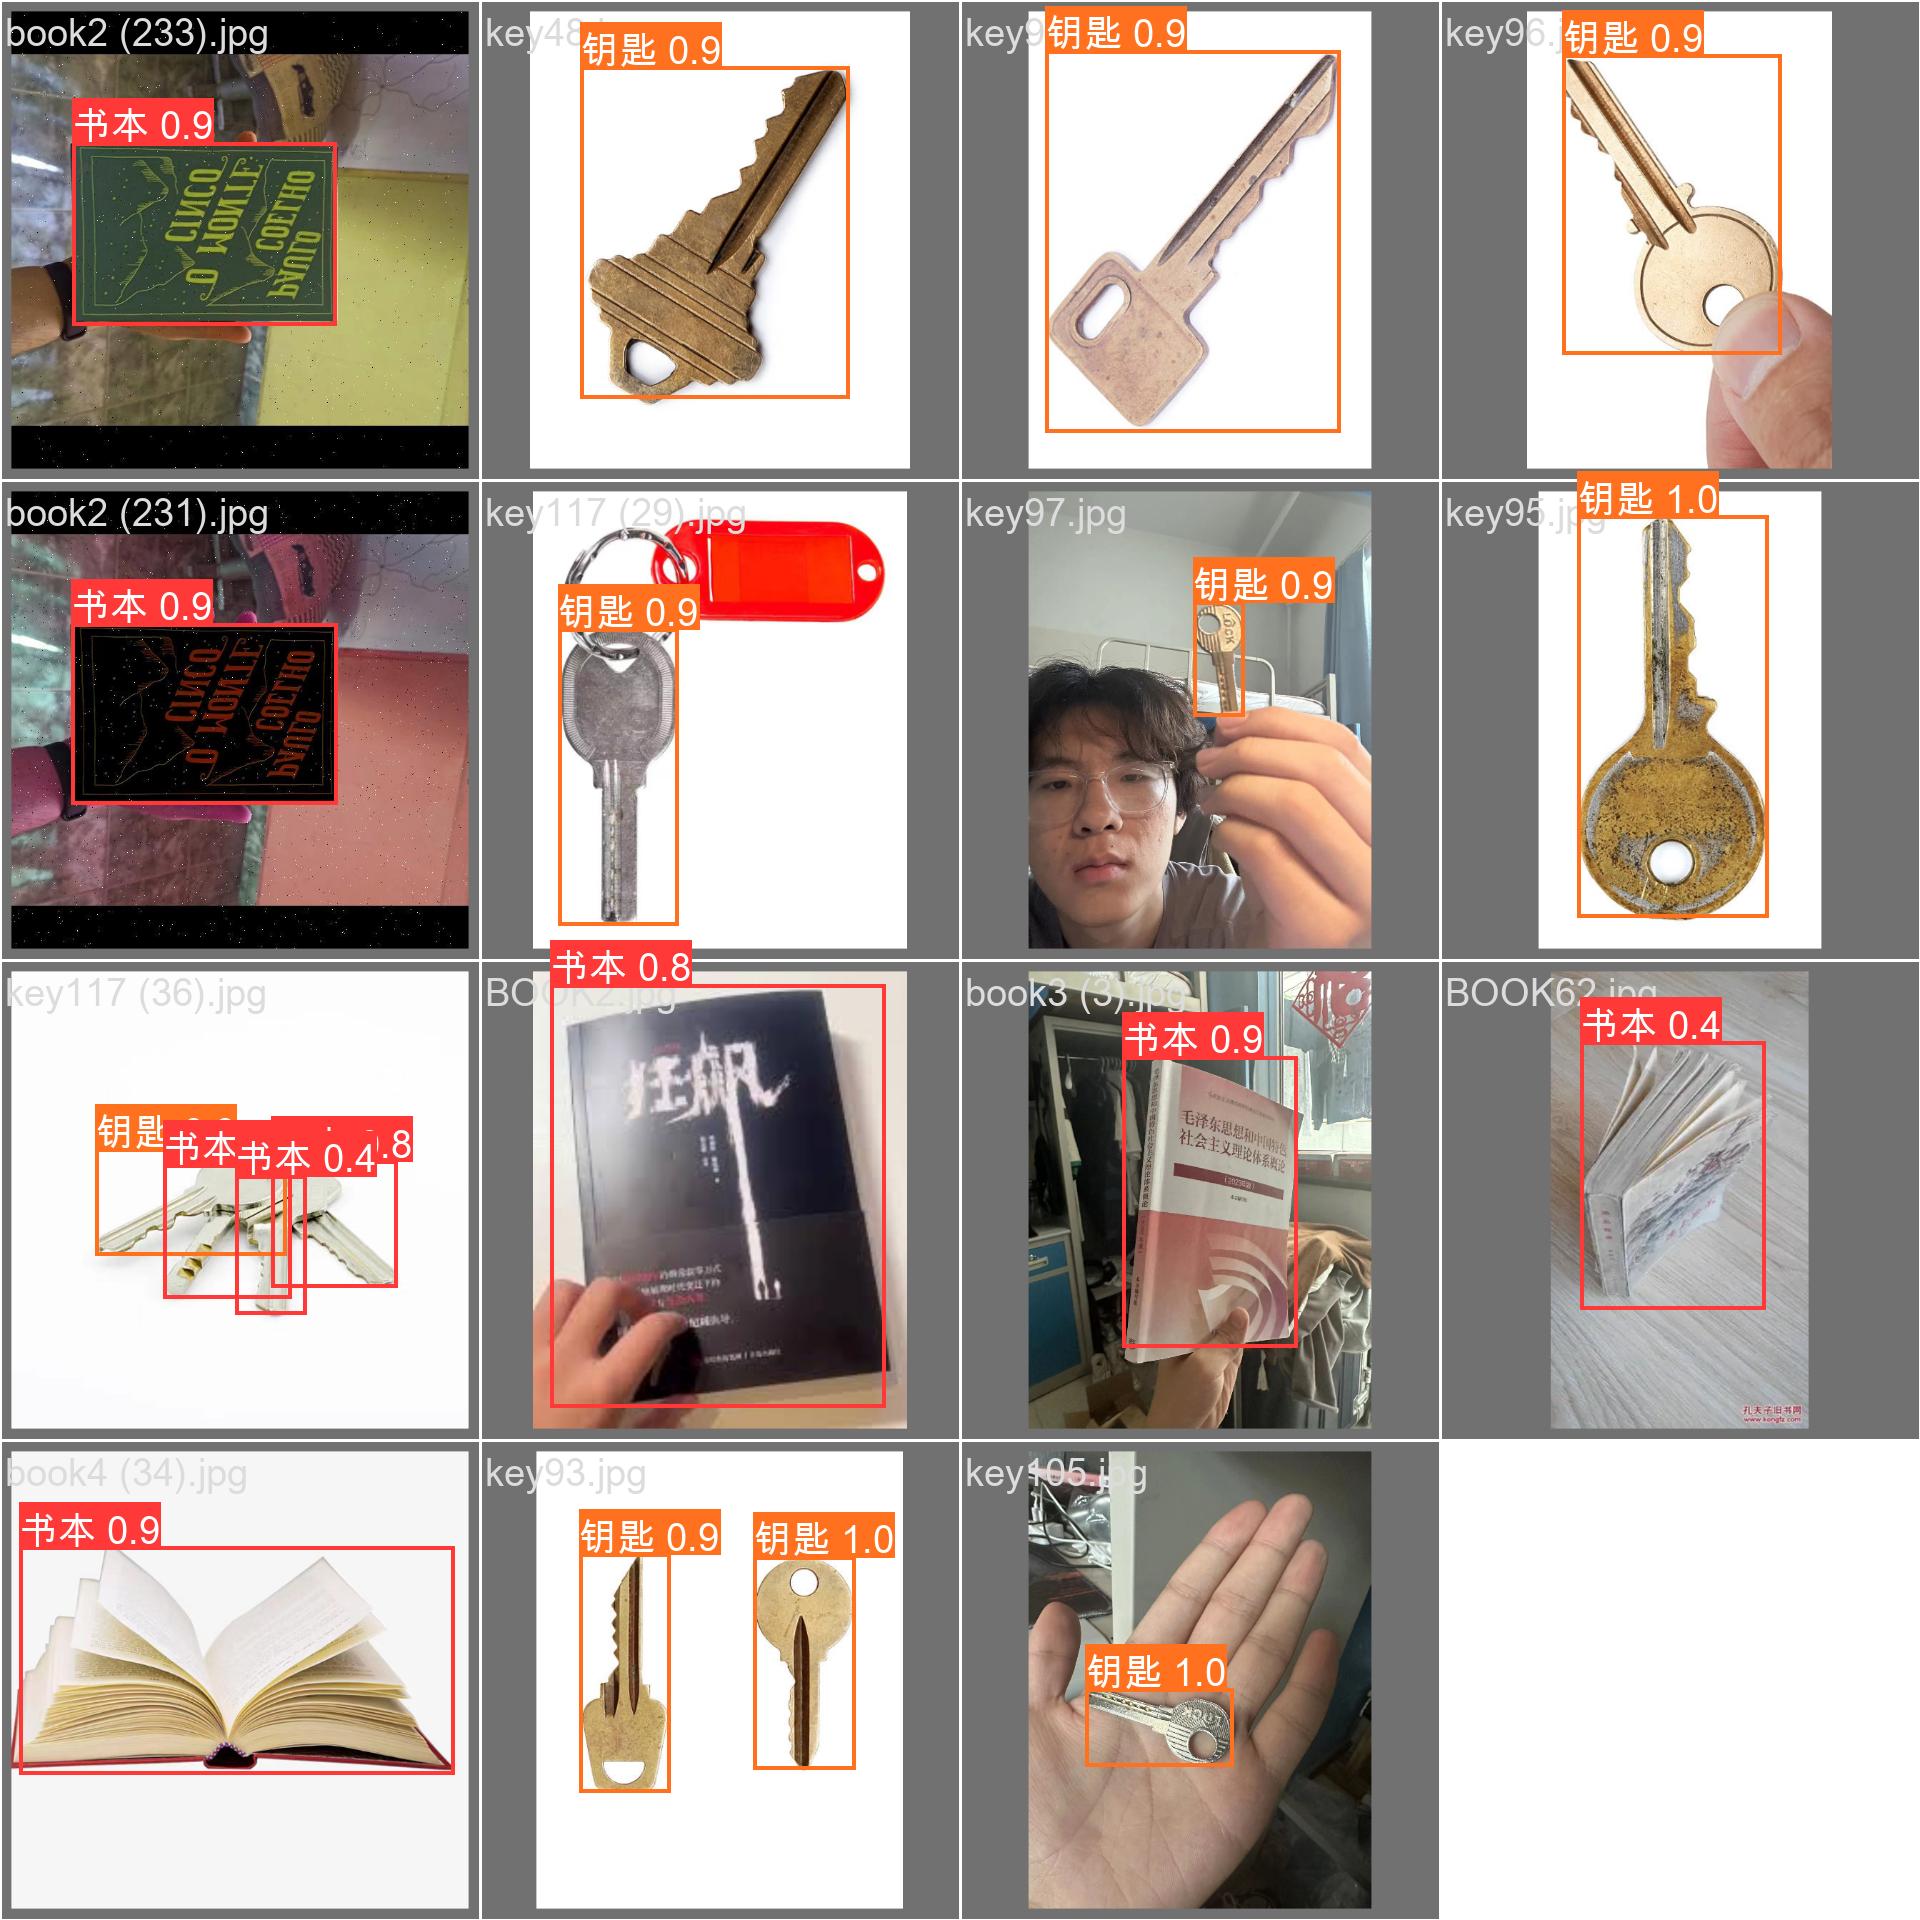 book2 (233).jpg
书本 0.9
CINCO
O MONTE
COELHO
PAULO
key48
钥匙 0.9
key9
钥匙 0.9
key96.j
钥匙 0.9
book2 (231).jpg
书本 0.9
CINCO
O MONTE
COELHO
PAULO
key117 (29).jpg
钥匙 0.9
key97.jpg
钥匙 0.9
LOCK
key95.jpg
钥匙 1.0
key117 (36).jpg
钥匙
书本
书本 0.4
0.8
BOOK2.jpg
书本 0.8
狂飙
book3 (3).jpg
书本 0.9
毛泽东思想和中国特色
社会主义理论体系概论
(2023年版)
BOOK62.jpg
书本 0.4
孔夫子旧书网
www.kongfz.com
book4 (34).jpg
书本 0.9
key93.jpg
钥匙 0.9
钥匙 1.0
key105.jpg
钥匙 1.0
LOCK